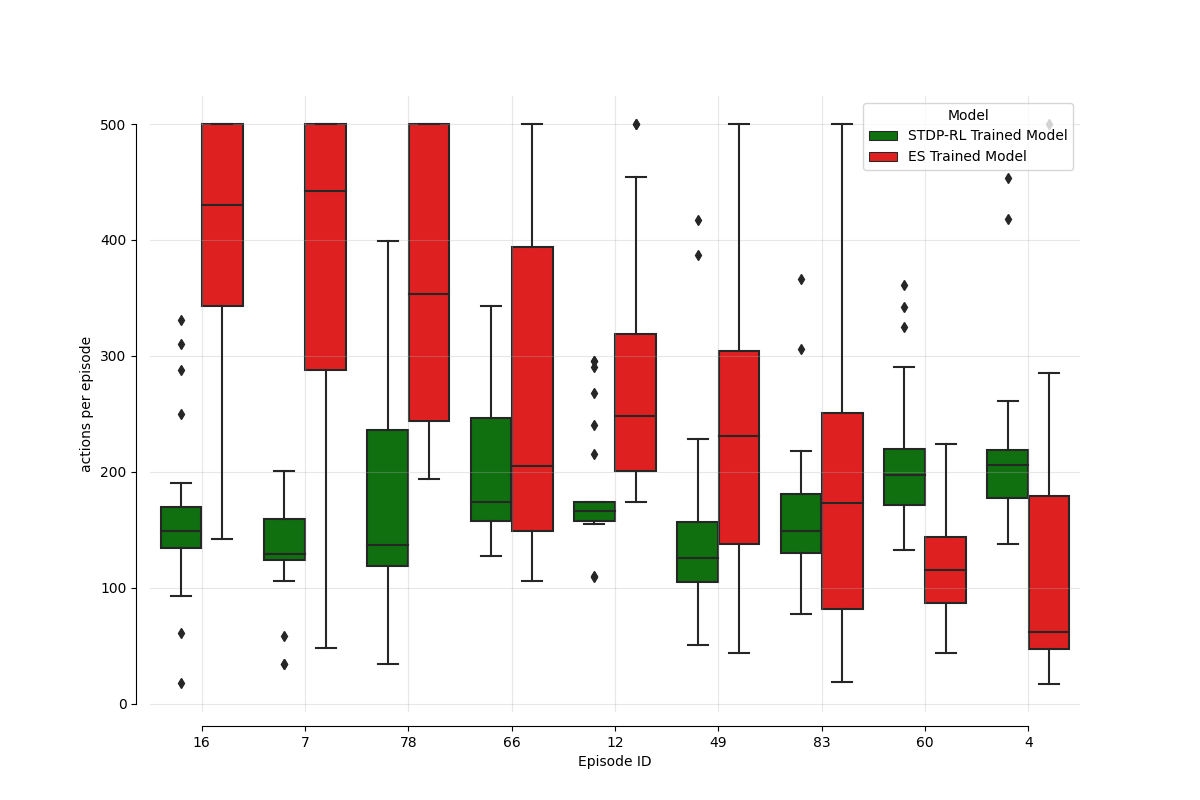 Model
STDP-RL Trained Model
ES Trained Model
500
400
300
200
100
0
actions per episode
16 7 78 66 12 49 83 60 4
Episode ID